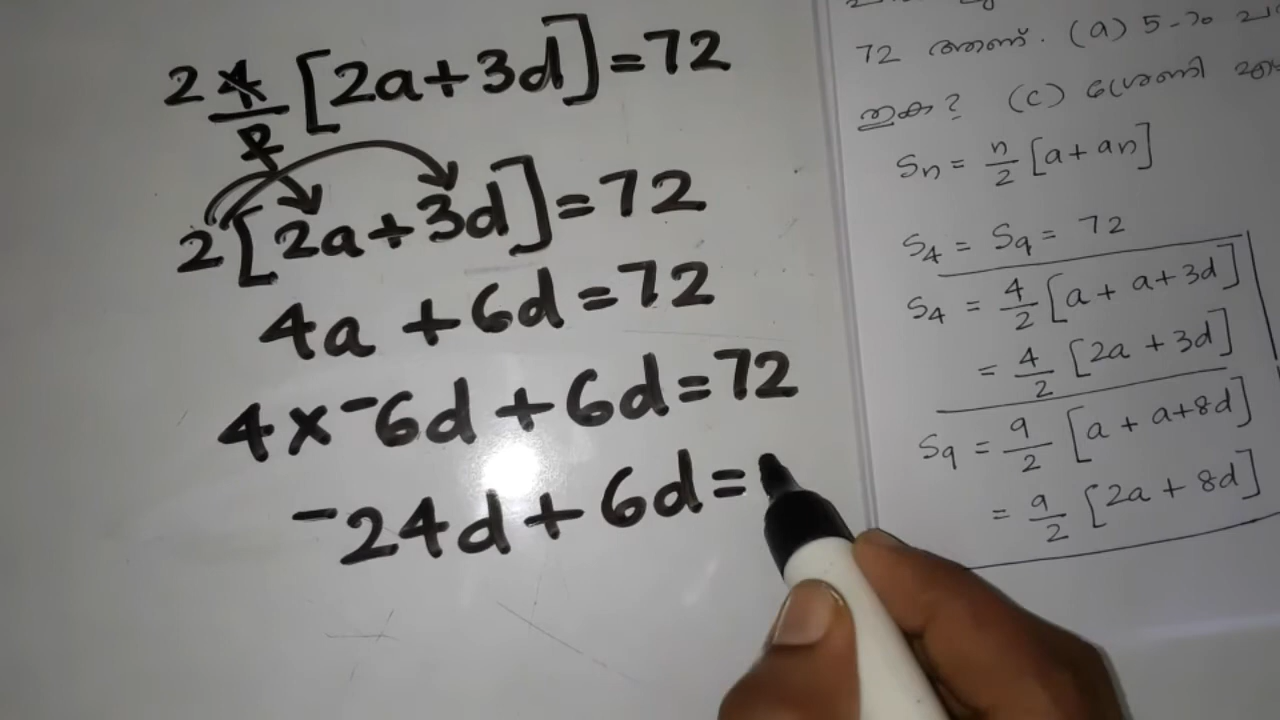 2 4/2 [2a+3d]=72
2[2a+3d]=72
4a +6d=72
4x-6d+6d=72
-24d+6d=
72 ആണ്. (a) 5-ാം
തുക? (c) ശ്രേണി
Sn = n/2 [a+an]
S4 = S9 = 72
S4 = 4/2 [a + a+3d]
= 4/2 [2a +3d]
S9 = 9/2 [a + a+8d]
= 9/2 [2a + 8d]